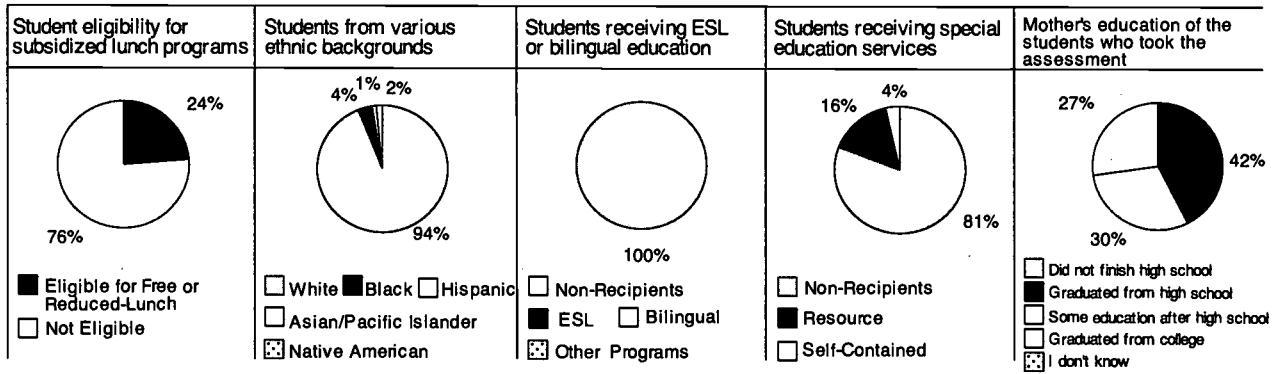 Student eligibility for
subsidized lunch programs
24%
76%
Eligible for Free or
Reduced-Lunch
Not Eligible
Students from various
ethnic backgrounds
4% 1% 2%
94%
White Black Hispanic
Asian/Pacific Islander
Native American
Students receiving ESL
or bilingual education
100%
Non-Recipients
ESL Bilingual
Other Programs
Students receiving special
education services
16% 4%
81%
Non-Recipients
Resource
Self-Contained
Mother's education of the
students who took the
assessment
27%
42%
30%
Did not finish high school
Graduated from high school
Some education after high school
Graduated from college
I don't know